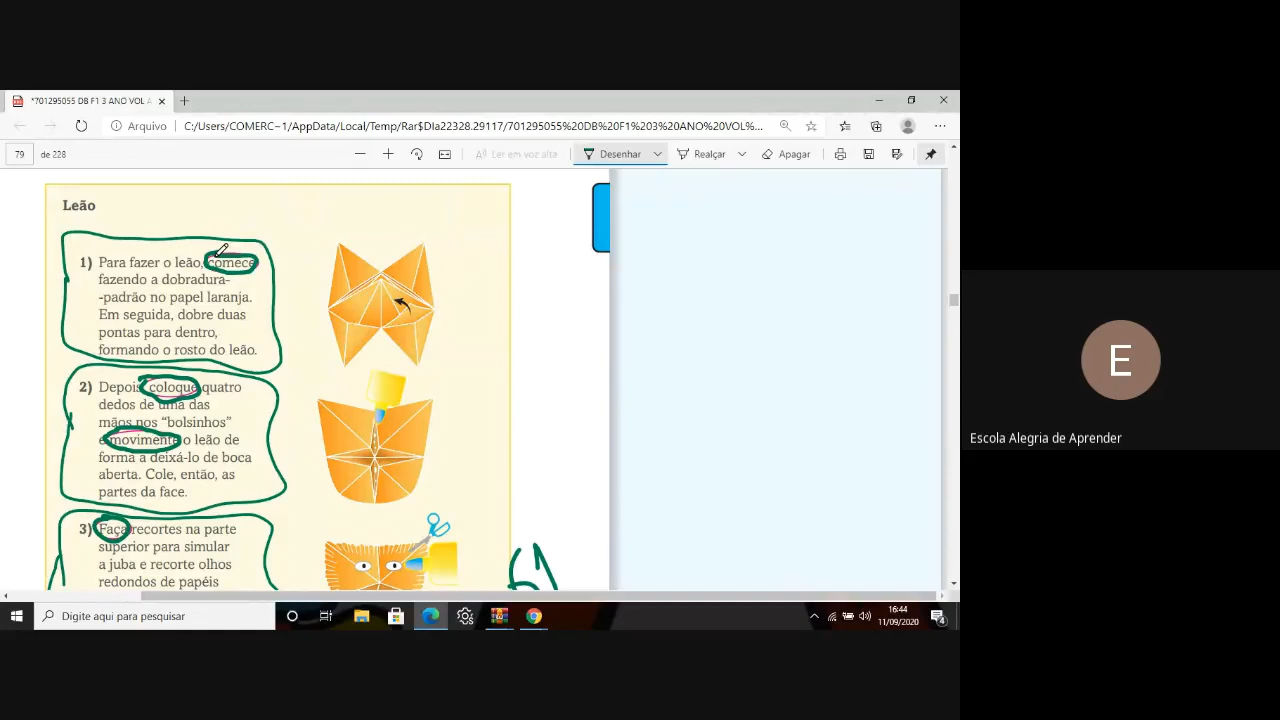 *701295055 DB F1 3 ANO VOL A
Arquivo
C:/Users/COMERC~1/AppData/Local/Temp/Rar$DIa22328.29117/701295055%20DB%20F1%203%20ANO%20VOL%...
79 de 228
Ler em voz alta
Desenhar
Realçar
Apagar
Leão
1) Para fazer o leão, comece
fazendo a dobradura-
-padrão no papel laranja.
Em seguida, dobre duas
pontas para dentro,
formando o rosto do leão.
2) Depois coloque quatro
dedos de uma das
mãos nos “bolsinhos”
e movimente o leão de
forma a deixá-lo de boca
aberta. Cole, então, as
partes da face.
3) Faça recortes na parte
superior para simular
a juba e recorte olhos
redondos de papéis
E
Escola Alegria de Aprender
Digite aqui para pesquisar
16:44
11/09/2020
4